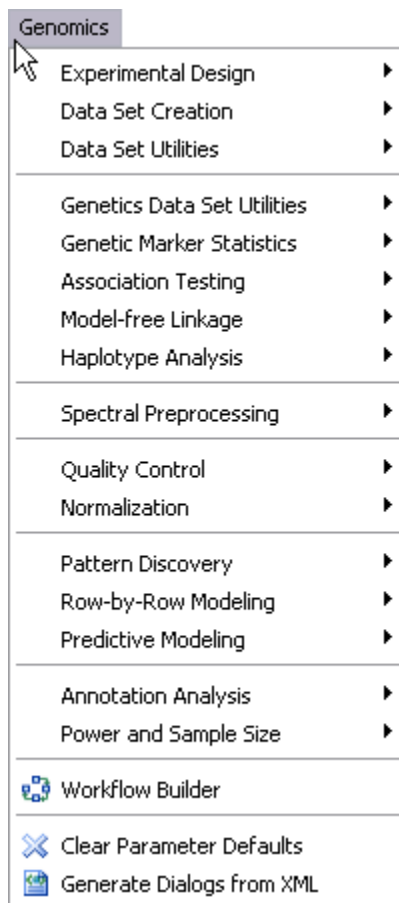 Genomics
Experimental Design
Data Set Creation
Data Set Utilities
Genetics Data Set Utilities
Genetic Marker Statistics
Association Testing
Model-free Linkage
Haplotype Analysis
Spectral Preprocessing
Quality Control
Normalization
Pattern Discovery
Row-by-Row Modeling
Predictive Modeling
Annotation Analysis
Power and Sample Size
Workflow Builder
Clear Parameter Defaults
Generate Dialogs from XML